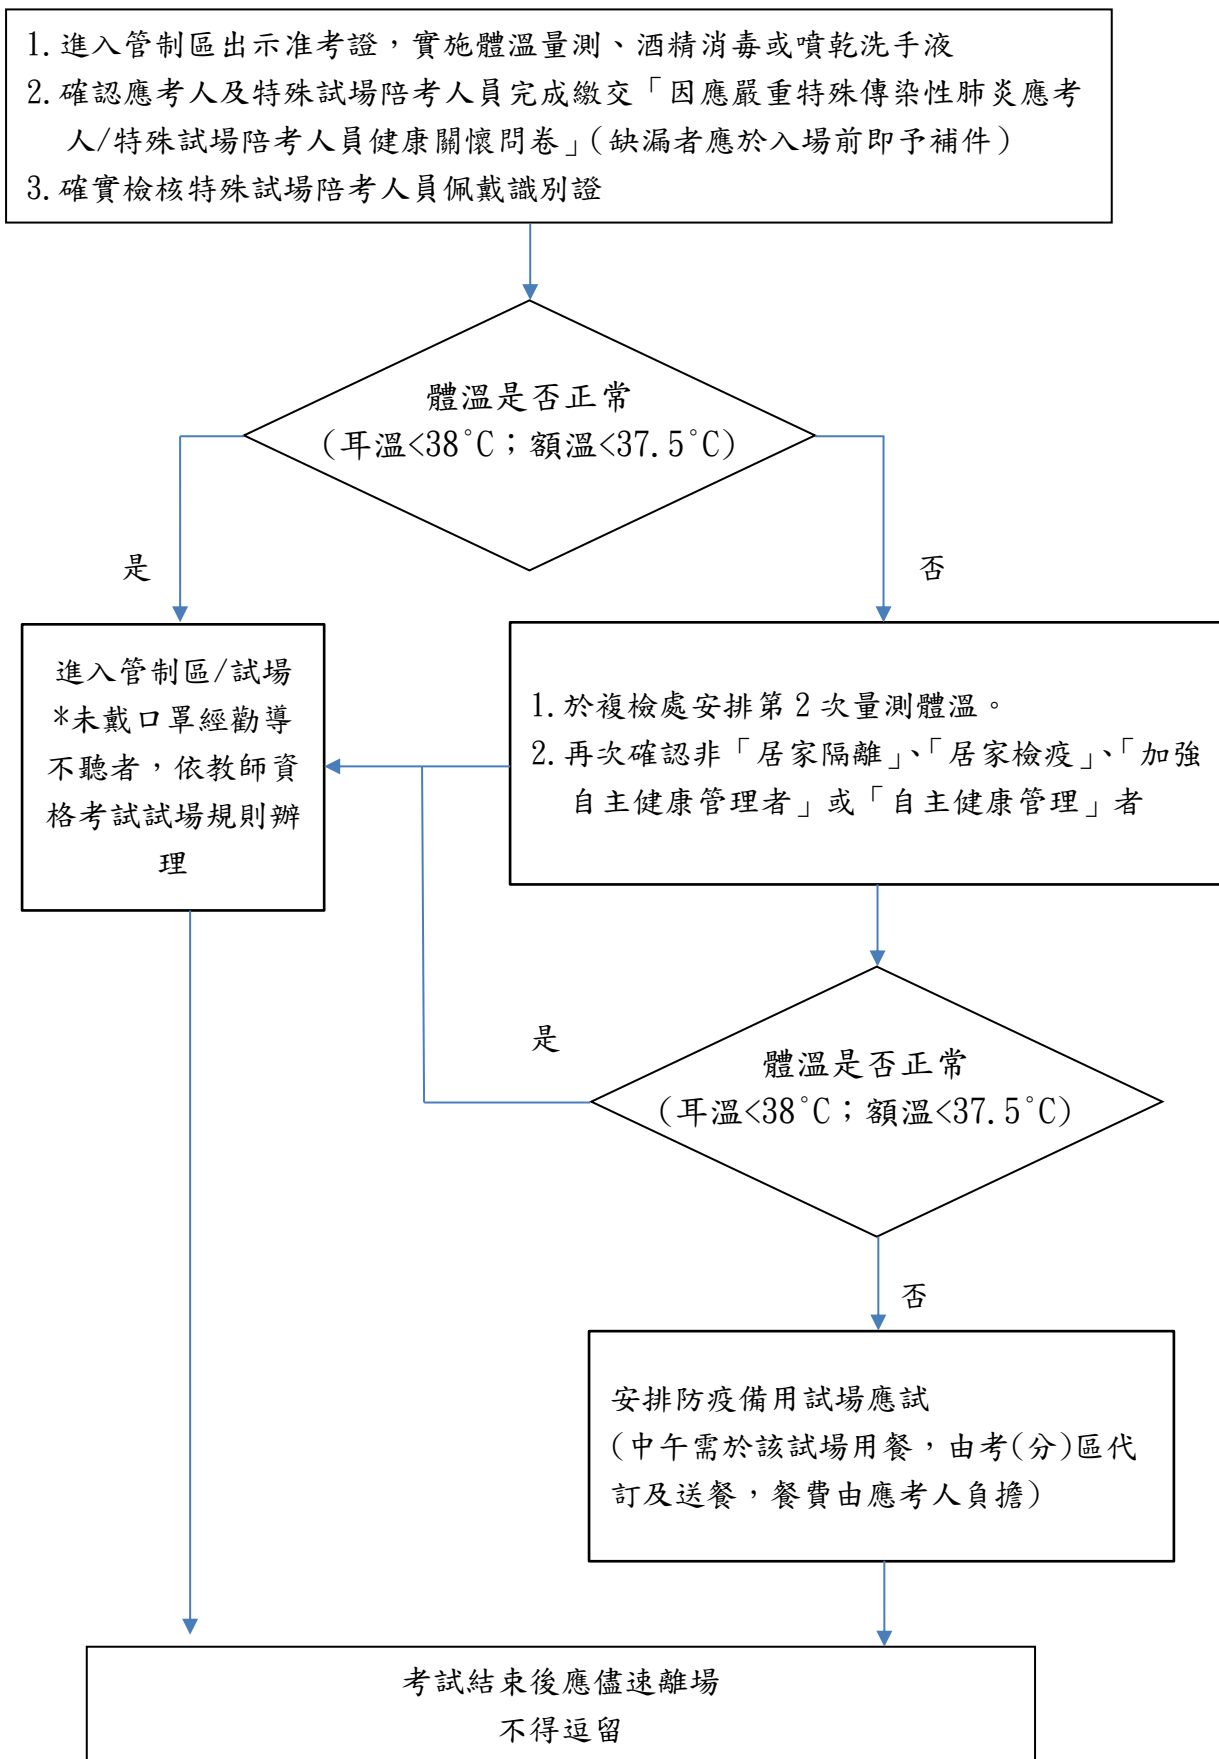 1.進入管制區出示准考證，實施體溫量測、酒精消毒或噴乾洗手液
2.確認應考人及特殊試場陪考人員完成繳交「因應嚴重特殊傳染性肺炎應考
人/特殊試場陪考人員健康關懷問卷」(缺漏者應於入場前即予補件)
3.確實檢核特殊試場陪考人員佩戴識別證
體溫是否正常
(耳溫<38°C；額溫<37.5°C)
是
否
進入管制區/試場
*未戴口罩經勸導
不聽者，依教師資
格考試試場規則辦
理
1.於複檢處安排第 2 次量測體溫。
2.再次確認非「居家隔離」、「居家檢疫」、「加強
自主健康管理者」或「自主健康管理」者
是
體溫是否正常
(耳溫<38°C；額溫<37.5°C)
否
安排防疫備用試場應試
(中午需於該試場用餐，由考(分)區代
訂及送餐，餐費由應考人負擔)
考試結束後應儘速離場
不得逗留